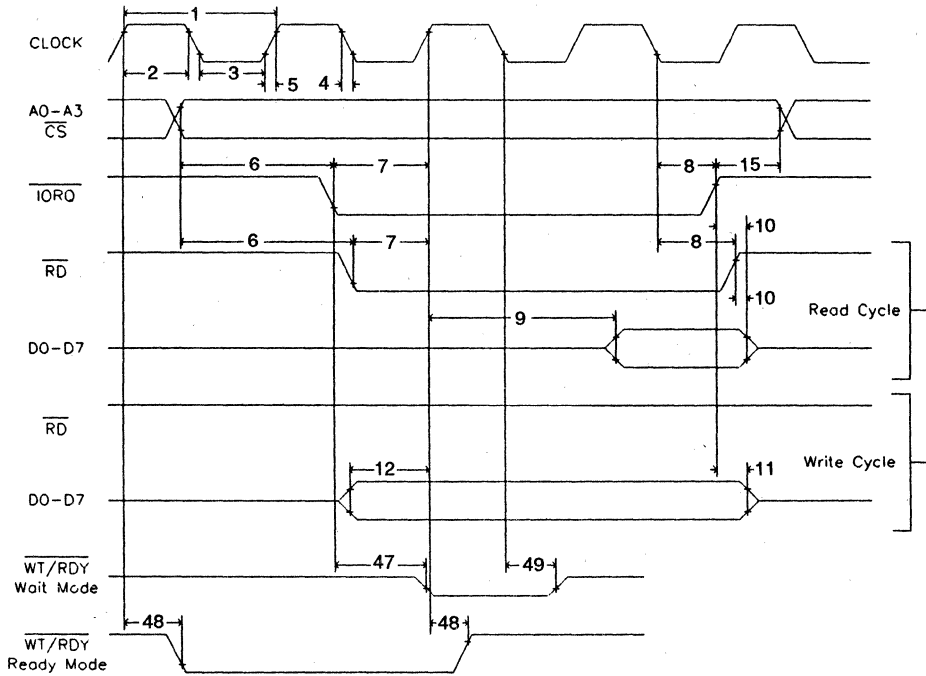 1
CLOCK
2 3 5 4
A0-A3
CS
6 7 8 15
IORQ
10
6 7 8
RD
10
Read Cycle
9
D0-D7
RD
Write Cycle
12 11
D0-D7
47 49
WT/RDY
Wait Mode
48 48
WT/RDY
Ready Mode